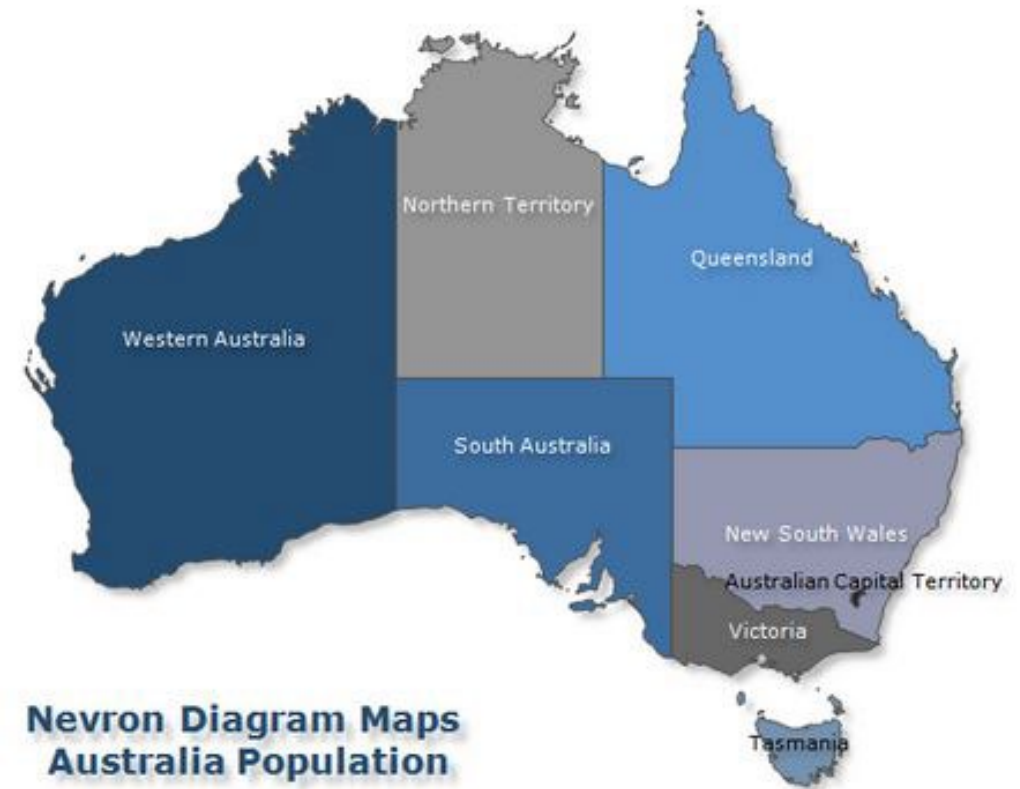 Northern Territory
Queensland
Western Australia
South Australia
New South Wales
Australian Capital Territory
Victoria
Tasmania
Nevron Diagram Maps
Australia Population